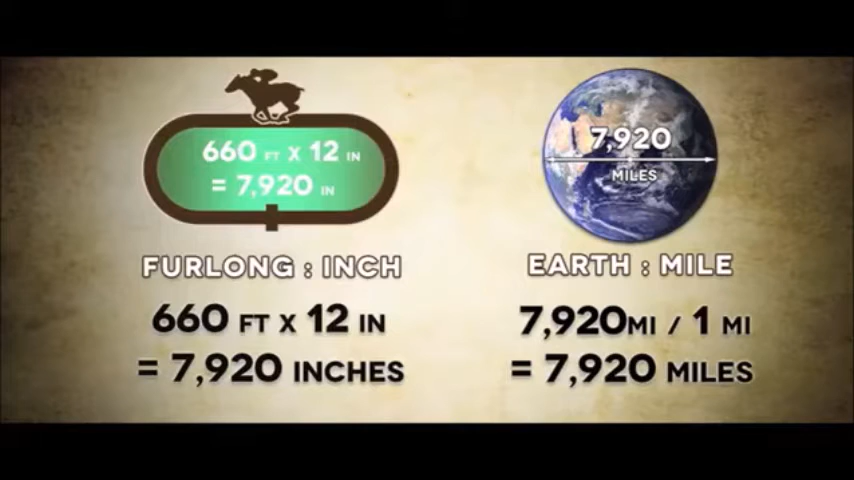 660 FT X 12 IN
= 7,920 IN
7,920
MILES
FURLONG : INCH
EARTH : MILE
660 FT X 12 IN
= 7,920 INCHES
7,920MI / 1 MI
= 7,920 MILES